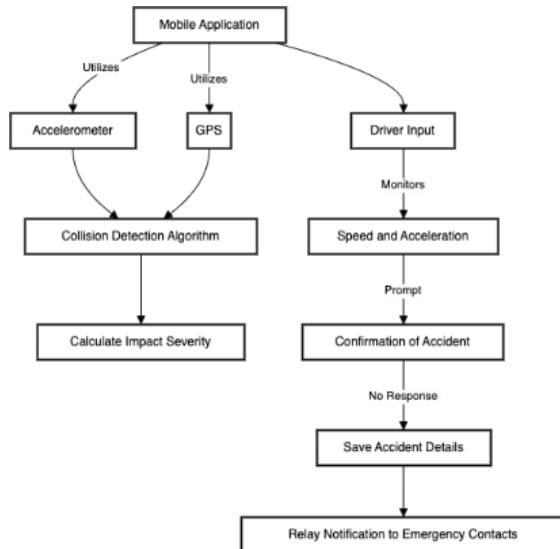 Mobile Application
Utilizes
Utilizes
Accelerometer
GPS
Driver Input
Monitors
Collision Detection Algorithm
Speed and Acceleration
Prompt
Calculate Impact Severity
Confirmation of Accident
No Response
Save Accident Details
Relay Notification to Emergency Contacts